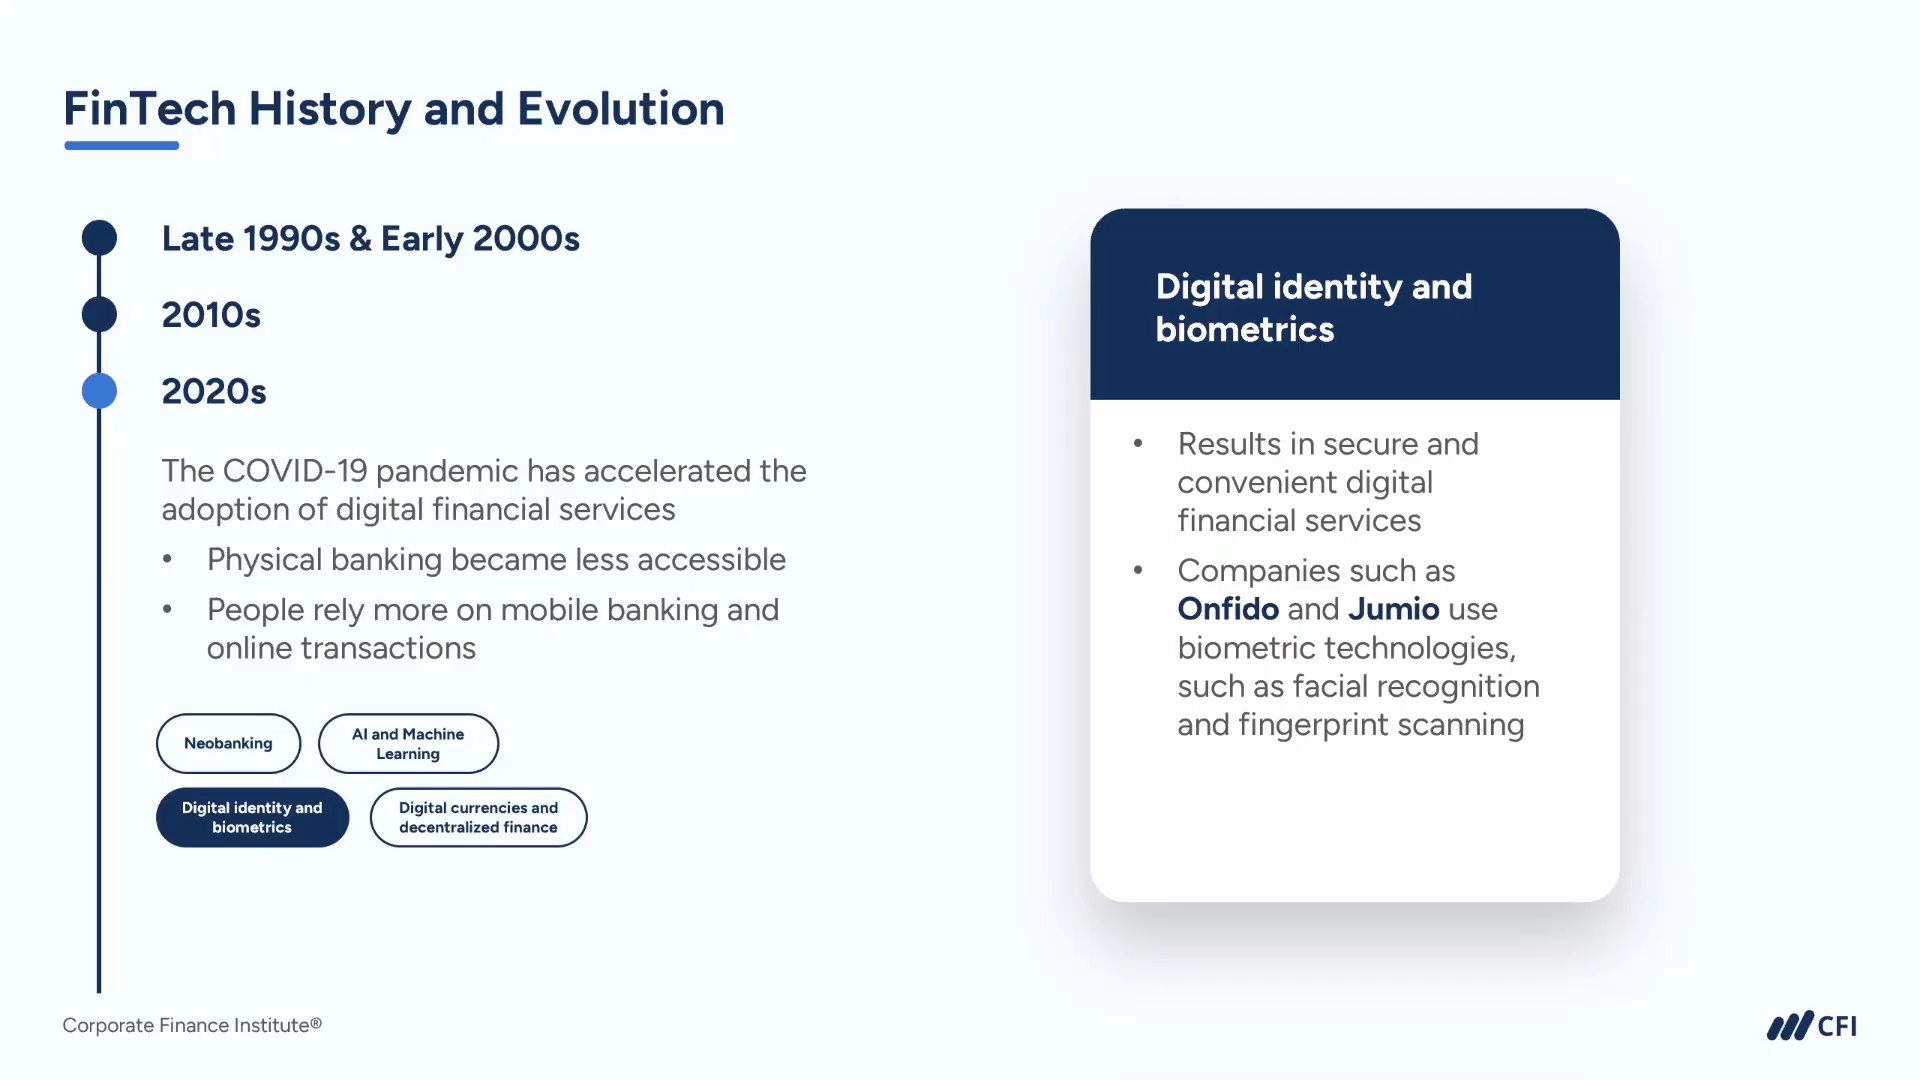 FinTech History and Evolution
Late 1990s & Early 2000s
2010s
2020s
The COVID-19 pandemic has accelerated the
adoption of digital financial services
• Physical banking became less accessible
• People rely more on mobile banking and
online transactions
Neobanking
AI and Machine
Learning
Digital identity and
biometrics
Digital currencies and
decentralized finance
Digital identity and
biometrics
• Results in secure and
convenient digital
financial services
• Companies such as
Onfido and Jumio use
biometric technologies,
such as facial recognition
and fingerprint scanning
Corporate Finance Institute®
CFI